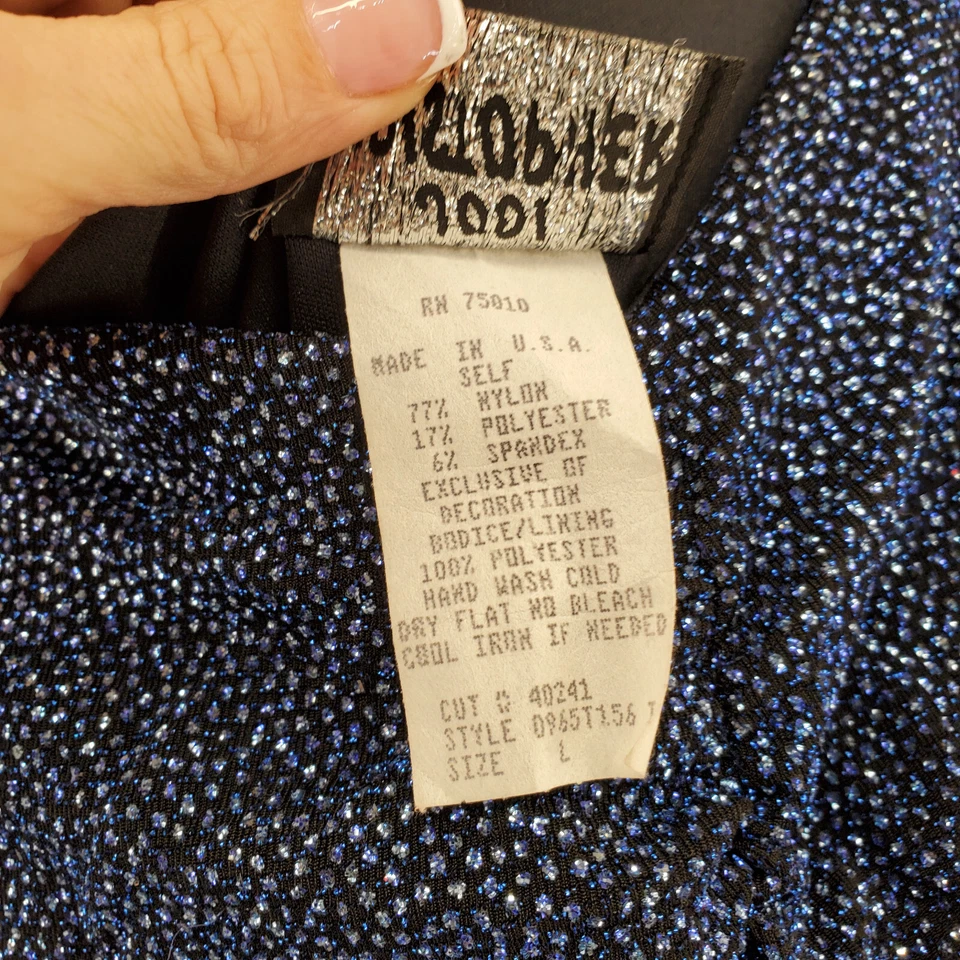 RN 75010
MADE IN U.S.A.
SELF
77% NYLON
17% POLYESTER
6% SPANDEX
EXCLUSIVE OF
DECORATION
BODICE/LINING
100% POLYESTER
HAND WASH COLD
DRY FLAT NO BLEACH
COOL IRON IF NEEDED
CUT # 40241
STYLE 0965T156
SIZE L